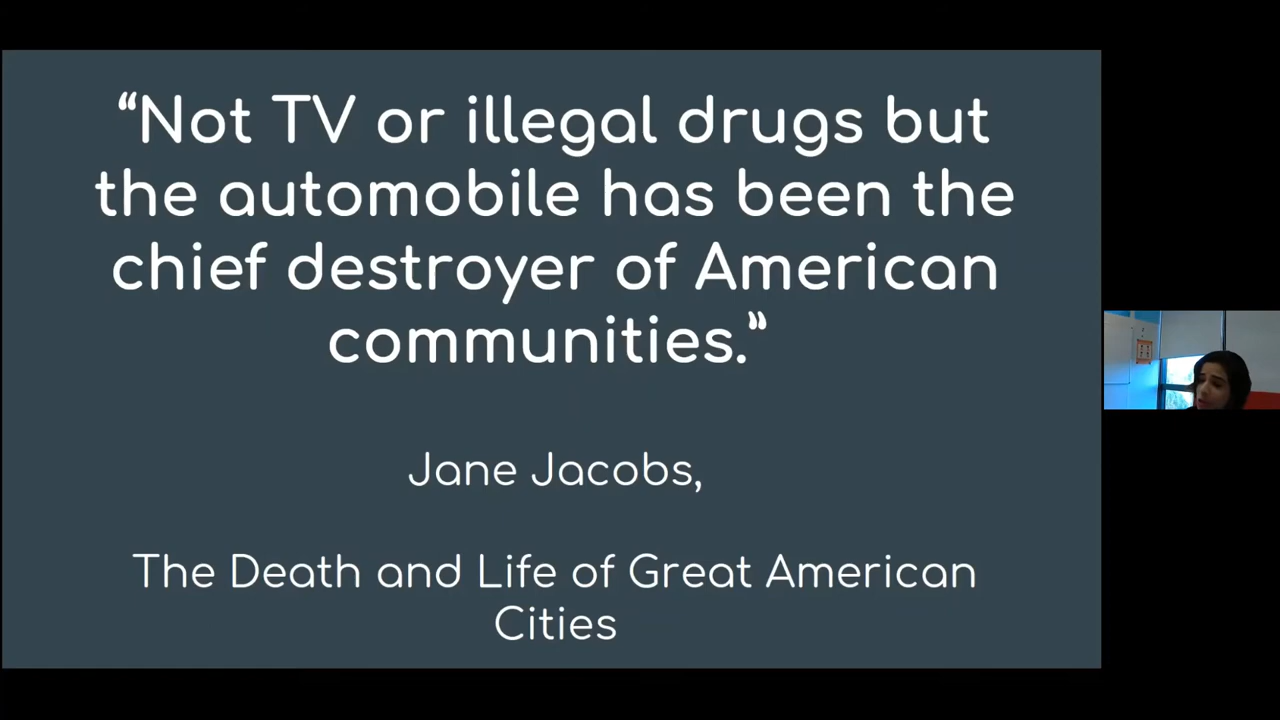 “Not TV or illegal drugs but
the automobile has been the
chief destroyer of American
communities.”
Jane Jacobs,
The Death and Life of Great American
Cities